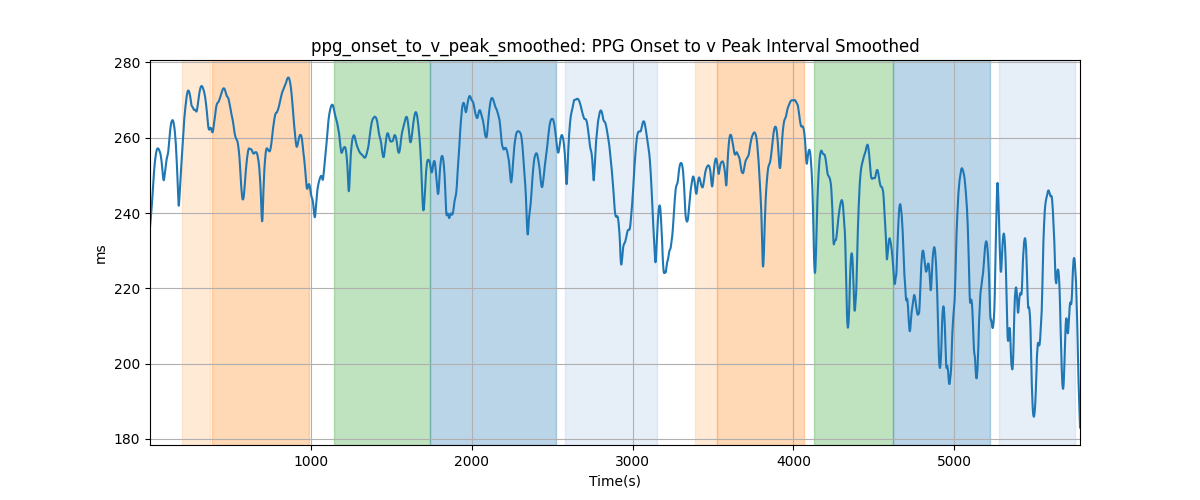 ppg_onset_to_v_peak_smoothed: PPG Onset to v Peak Interval Smoothed
280
260
240
220
200
180
ms
1000 2000 3000 4000 5000
Time(s)